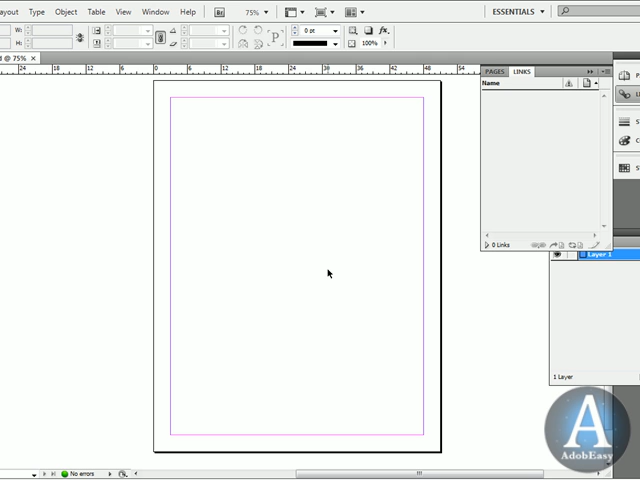 Layout Type Object Table View Window Help Br 75% ESSENTIALS
W: 0 pt
H: 100%
@ 75% ×
24 18 12 6 0 6 12 18 24 30 36 42 48 54
PAGES LINKS
Name
0 Links
Layer 1
1 Layer
A
AdobEasy
No errors